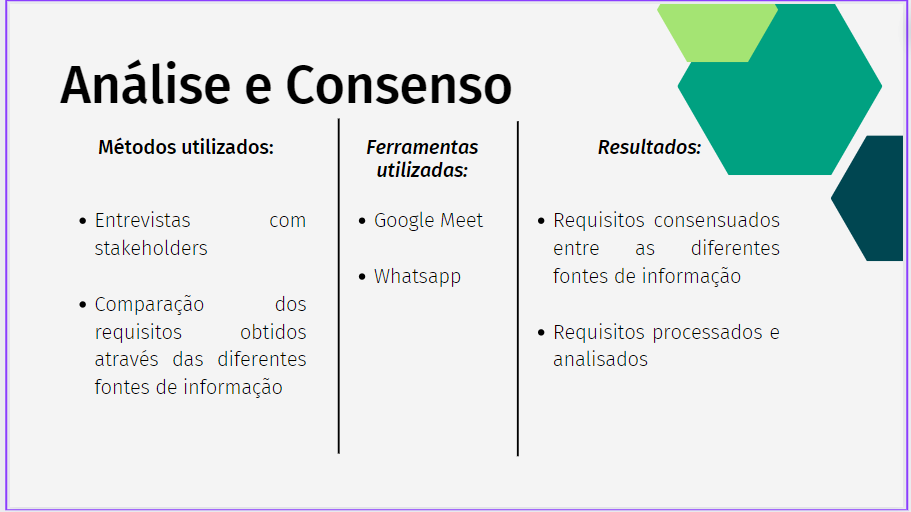 Análise e Consenso
Métodos utilizados:
Entrevistas com
stakeholders
Comparação dos
requisitos obtidos
através das diferentes
fontes de informação
Ferramentas
utilizadas:
Google Meet
Whatsapp
Resultados:
Requisitos consensuados
entre as diferentes
fontes de informação
Requisitos processados e
analisados